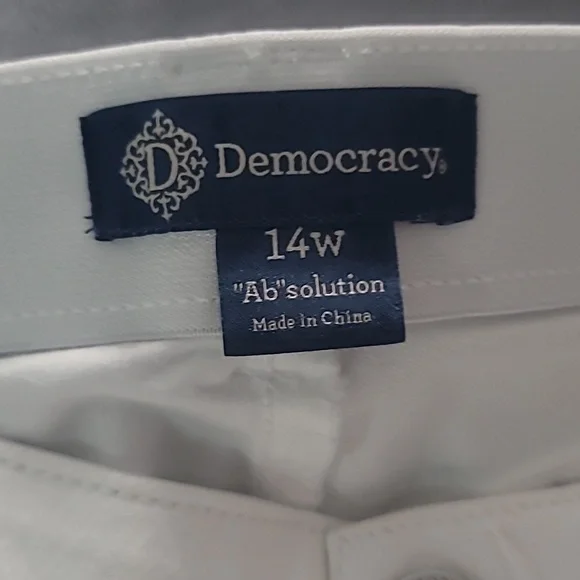 D Democracy®
14W
"Ab"solution
Made in China